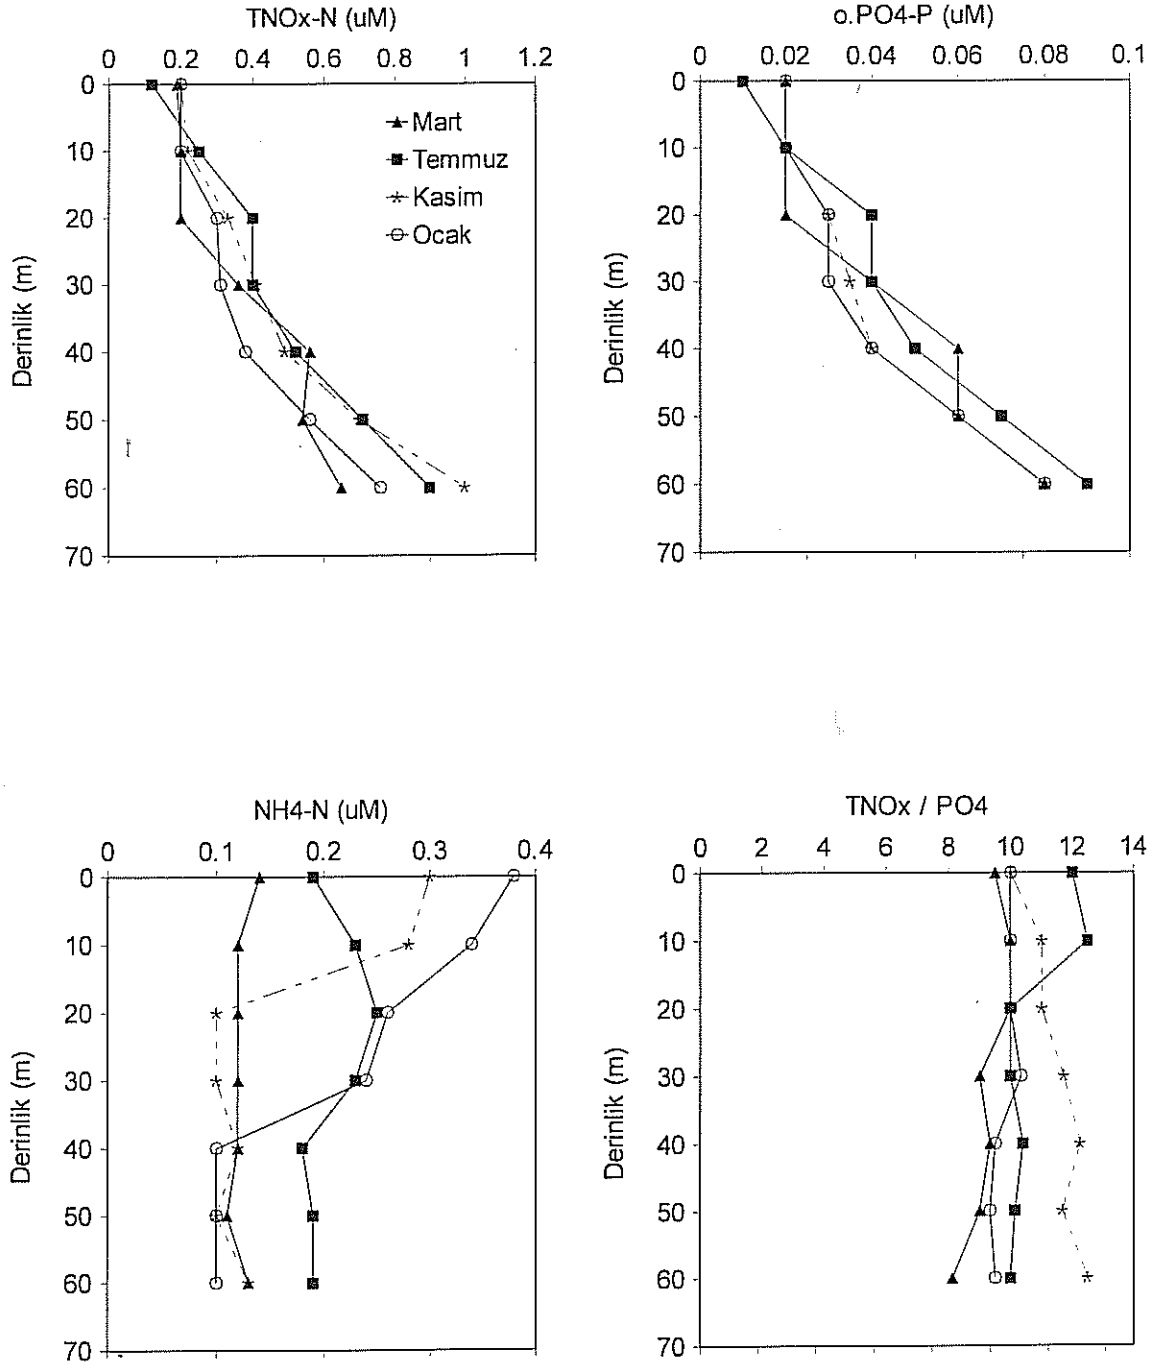 TNOx-N (uM)
0 0.2 0.4 0.6 0.8 1 1.2
0
10
20
30
40
50
60
70
Derinlik (m)
Mart
Temmuz
Kasim
Ocak
o.PO4-P (uM)
0 0.02 0.04 0.06 0.08 0.1
0
10
20
30
40
50
60
70
Derinlik (m)
NH4-N (uM)
0 0.1 0.2 0.3 0.4
0
10
20
30
40
50
60
70
Derinlik (m)
TNOx / PO4
0 2 4 6 8 10 12 14
0
10
20
30
40
50
60
70
Derinlik (m)